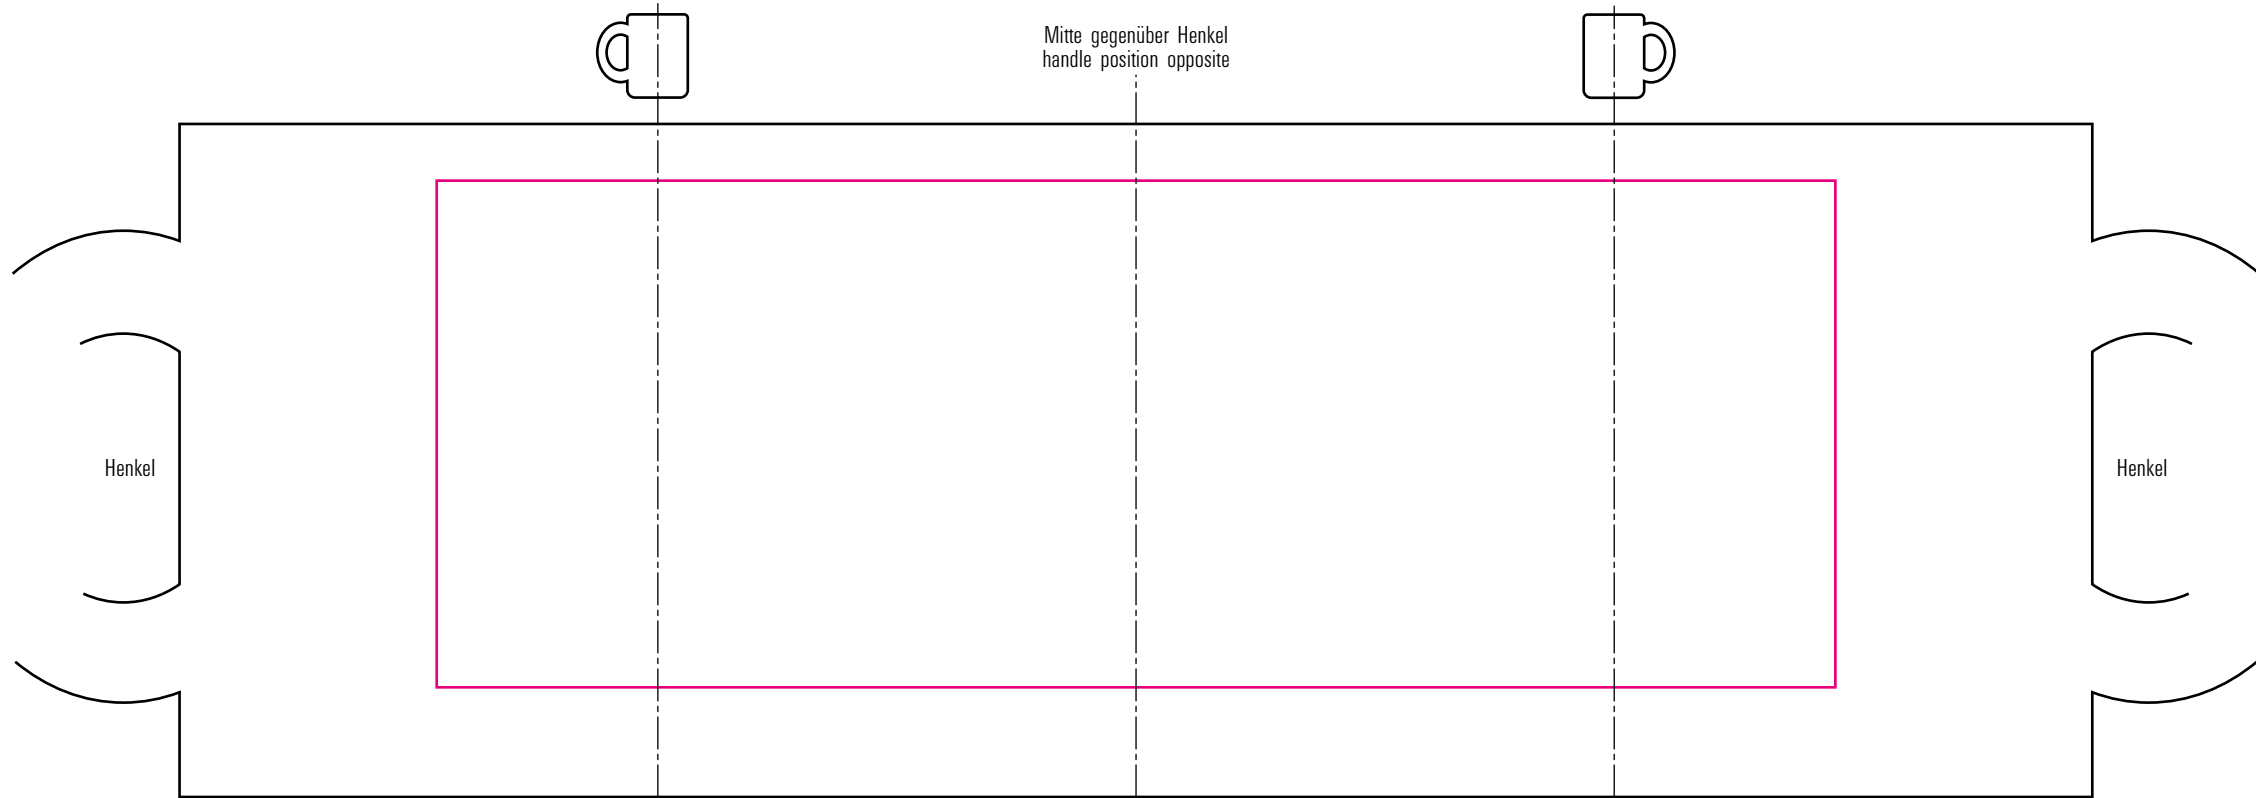 Mitte gegenüber Henkel
handle position opposite
Henkel
Henkel